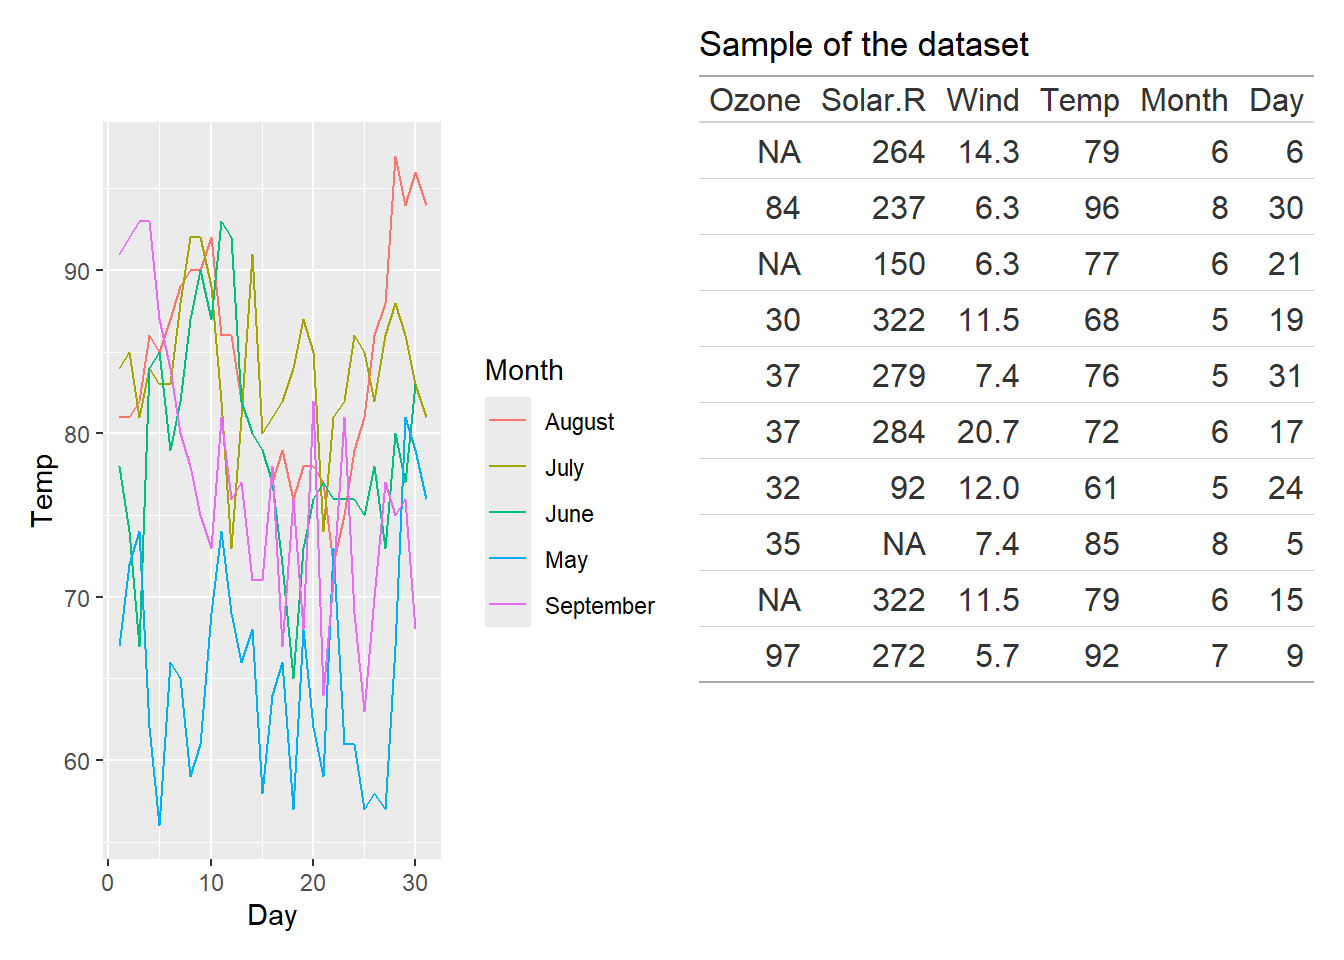 Temp
90
80
70
60
0 10 20 30
Day
Month
August
July
June
May
September
Sample of the dataset
Ozone Solar.R Wind Temp Month Day
NA 264 14.3 79 6 6
84 237 6.3 96 8 30
NA 150 6.3 77 6 21
30 322 11.5 68 5 19
37 279 7.4 76 5 31
37 284 20.7 72 6 17
32 92 12.0 61 5 24
35 NA 7.4 85 8 5
NA 322 11.5 79 6 15
97 272 5.7 92 7 9